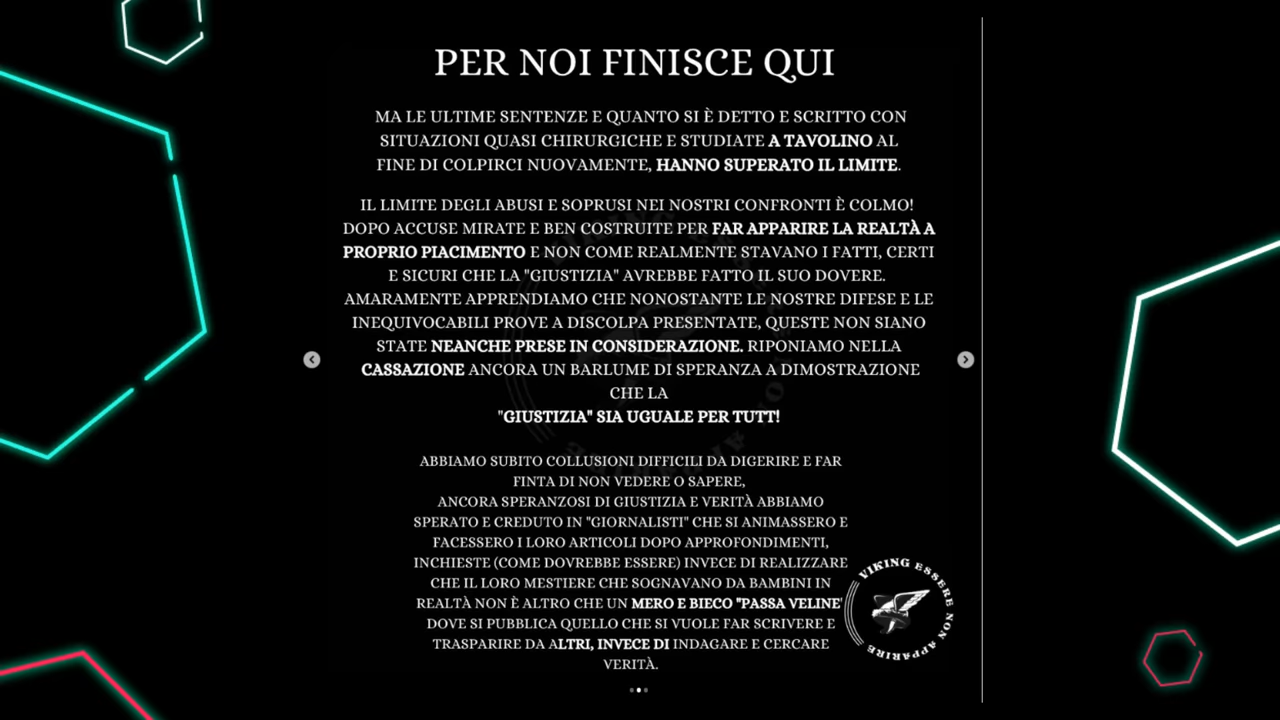 PER NOI FINISCE QUI
MA LE ULTIME SENTENZE E QUANTO SI È DETTO E SCRITTO CON
SITUAZIONI QUASI CHIRURGICHE E STUDIATE A TAVOLINO AL
FINE DI COLPIRCI NUOVAMENTE, HANNO SUPERATO IL LIMITE.
IL LIMITE DEGLI ABUSI E SOPRUSI NEI NOSTRI CONFRONTI È COLMO!
DOPO ACCUSE MIRATE E BEN COSTRUITE PER FAR APPARIRE LA REALTÀ A
PROPRIO PIACIMENTO E NON COME REALMENTE STAVANO I FATTI, CERTI
E SICURI CHE LA "GIUSTIZIA" AVREBBE FATTO IL SUO DOVERE.
AMARAMENTE APPRENDIAMO CHE NONOSTANTE LE NOSTRE DIFESE E LE
INEQUIVOCABILI PROVE A DISCOLPA PRESENTATE, QUESTE NON SIANO
STATE NEANCHE PRESE IN CONSIDERAZIONE. RIPONIAMO NELLA
CASSAZIONE ANCORA UN BARLUME DI SPERANZA A DIMOSTRAZIONE
CHE LA
"GIUSTIZIA" SIA UGUALE PER TUTT!
ABBIAMO SUBITO COLLUSIONI DIFFICILI DA DIGERIRE E FAR
FINTA DI NON VEDERE O SAPERE,
ANCORA SPERANZOSI DI GIUSTIZIA E VERITÀ ABBIAMO
SPERATO E CREDUTO IN "GIORNALISTI" CHE SI ANIMASSERO E
FACESSERO I LORO ARTICOLI DOPO APPROFONDIMENTI,
INCHIESTE (COME DOVREBBE ESSERE) INVECE DI REALIZZARE
CHE IL LORO MESTIERE CHE SOGNAVANO DA BAMBINI IN
REALTÀ NON È ALTRO CHE UN MERO E BIECO "PASSA VELINE"
DOVE SI PUBBLICA QUELLO CHE SI VUOLE FAR SCRIVERE E
TRASPARIRE DA ALTRI, INVECE DI INDAGARE E CERCARE
VERITÀ.
VIKING ESSERE NON APPARIRE